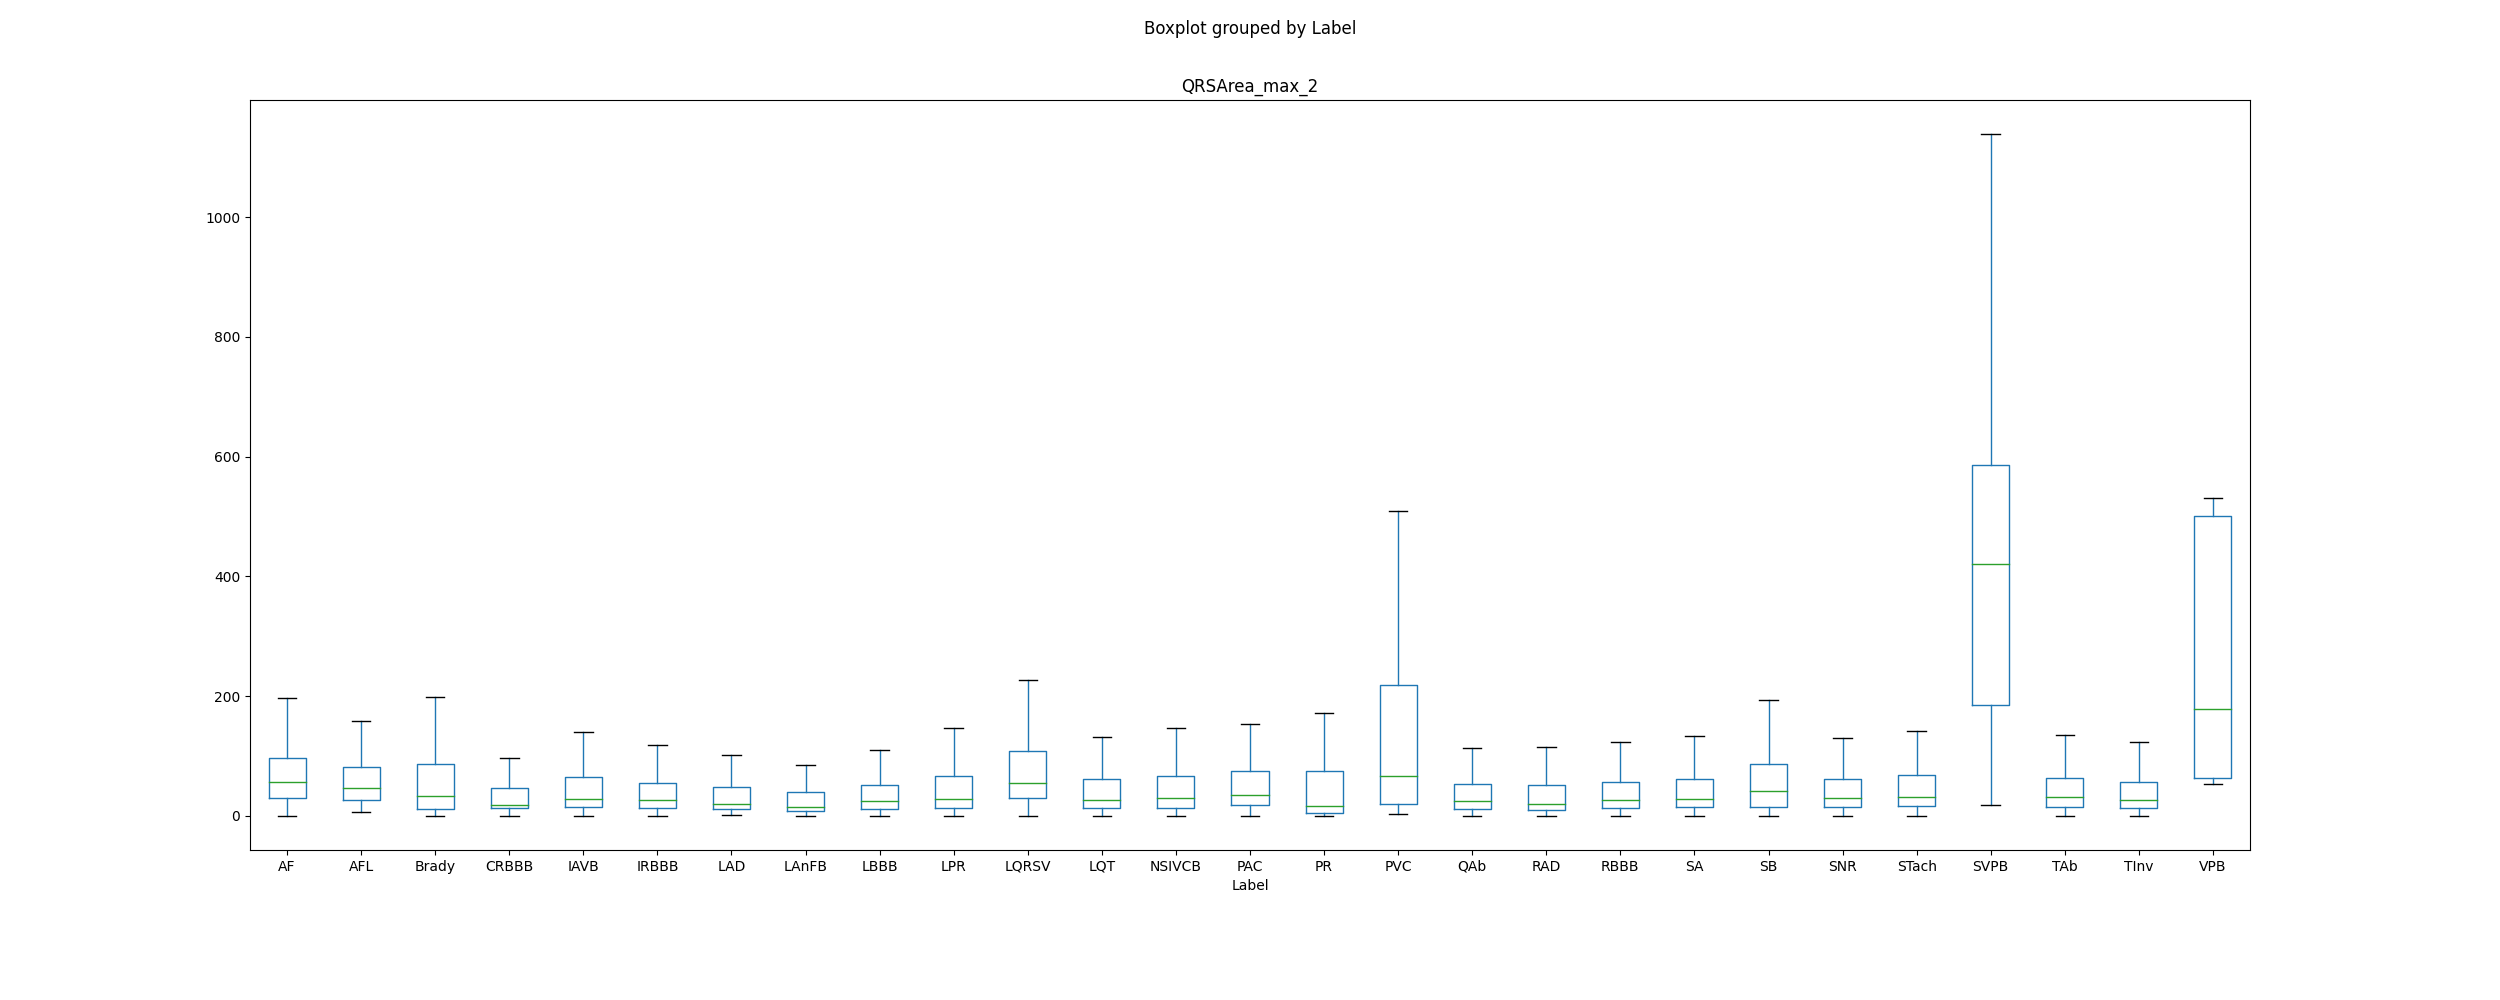 Boxplot grouped by Label
QRSArea_max_2
1000
800
600
400
200
0
AF AFL Brady CRBBB IAVB IRBBB LAD LAnFB LBBB LPR LQRSV LQT NSIVCB PAC PR PVC QAb RAD RBBB SA SB SNR STach SVPB TAb TInv VPB
Label